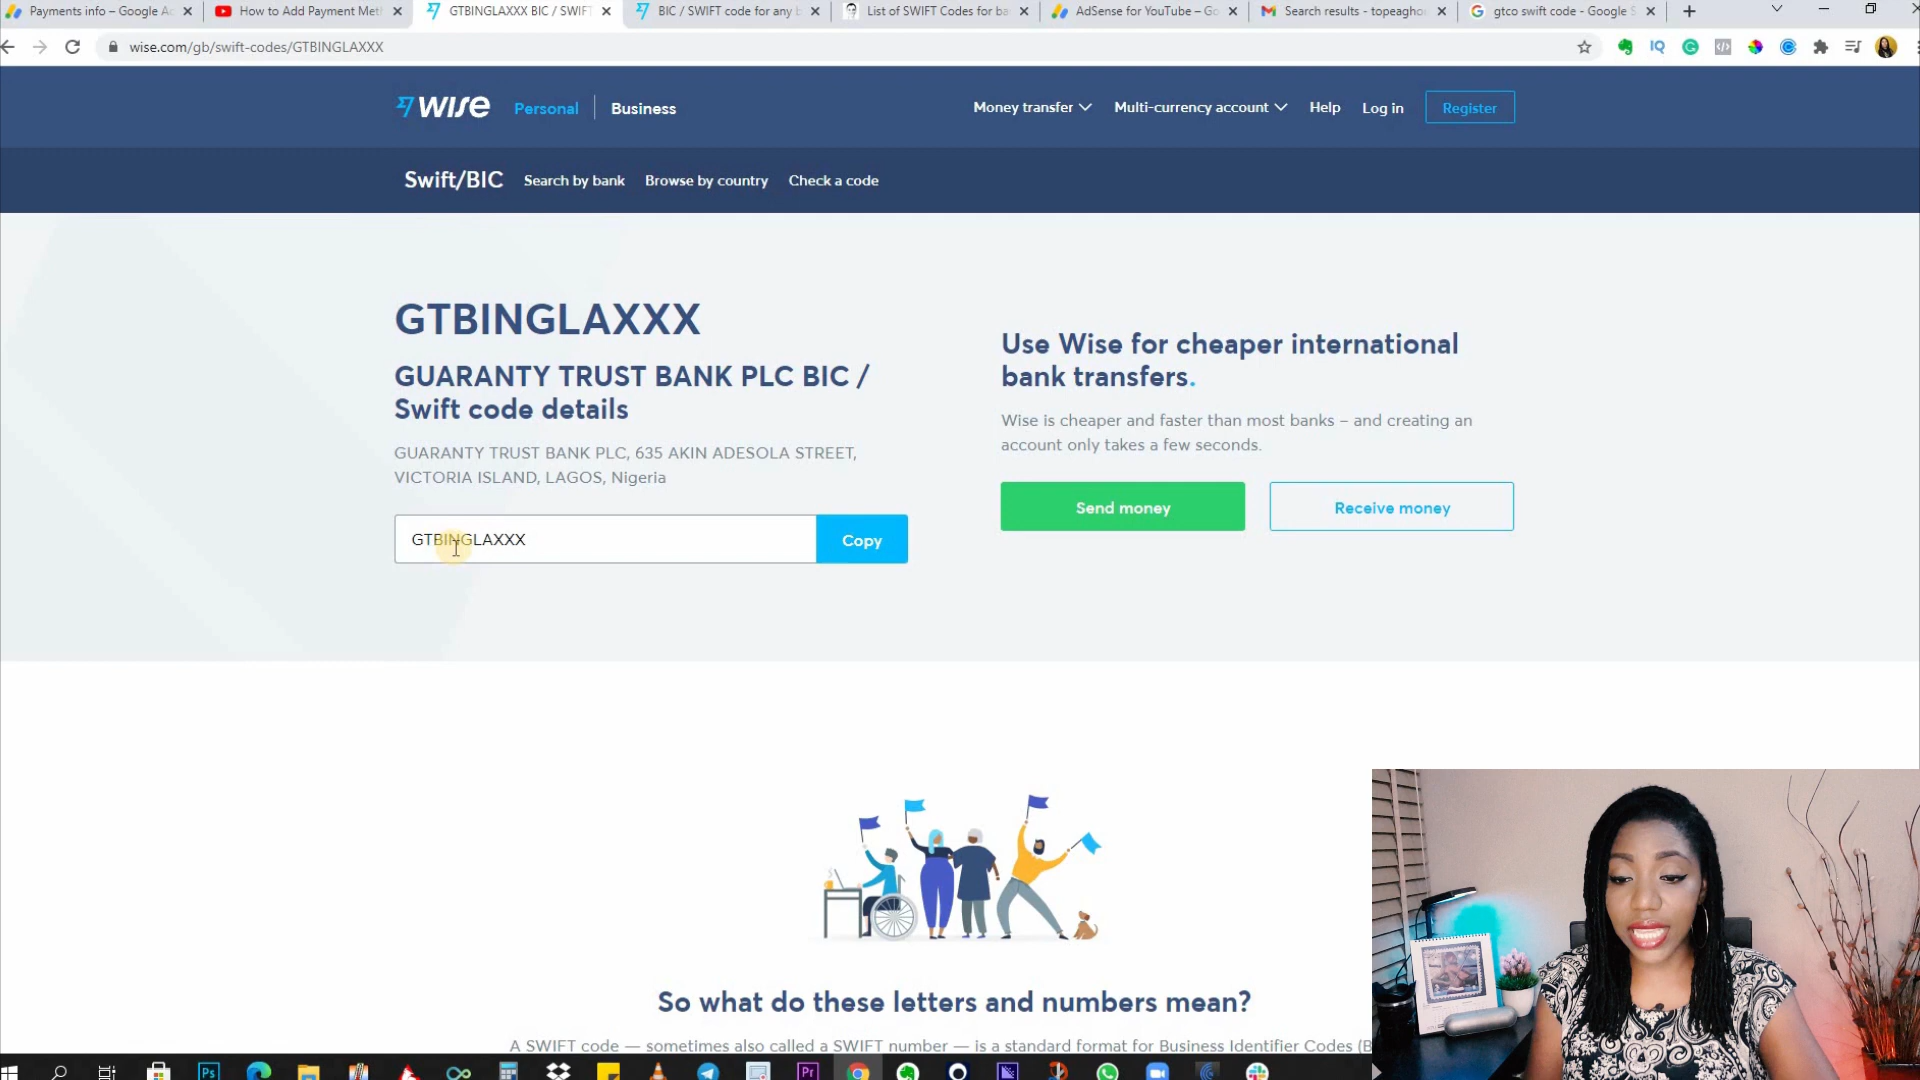 Payments info – Google A
How to Add Payment Met
GTBINGLAXXX BIC / SWIFT
BIC / SWIFT code for any b
List of SWIFT Codes for ba
AdSense for YouTube – Go
Search results - topeagho
gtco swift code - Google S
wise.com/gb/swift-codes/GTBINGLAXXX
IQ
WISE Personal Business
Money transfer Multi-currency account Help Log in Register
Swift/BIC Search by bank Browse by country Check a code
GTBINGLAXXX
GUARANTY TRUST BANK PLC BIC /
Swift code details
GUARANTY TRUST BANK PLC, 635 AKIN ADESOLA STREET,
VICTORIA ISLAND, LAGOS, Nigeria
GTBINGLAXXX
Copy
Use Wise for cheaper international
bank transfers.
Wise is cheaper and faster than most banks – and creating an
account only takes a few seconds.
Send money
Receive money
So what do these letters and numbers mean?
A SWIFT code — sometimes also called a SWIFT number — is a standard format for Business Identifier Codes (B
Ps
Pr